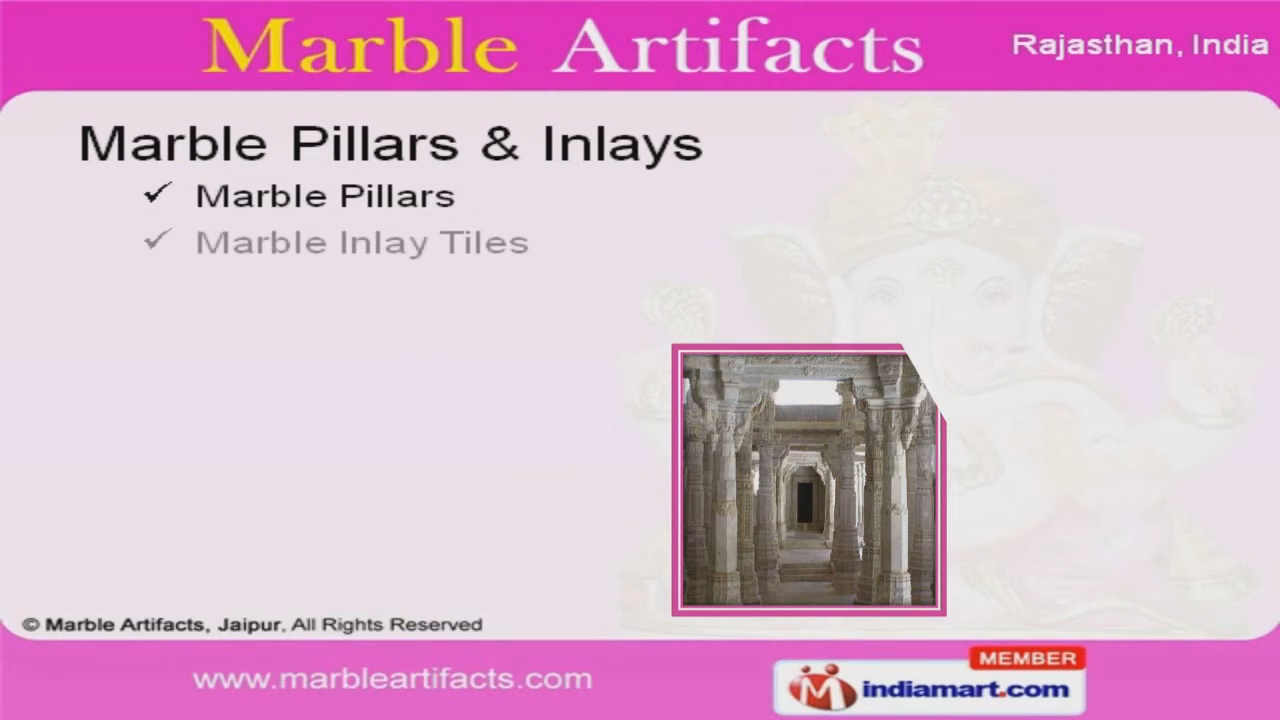 Marble Artifacts
Rajasthan, India
Marble Pillars & Inlays
✓ Marble Pillars
✓ Marble Inlay Tiles
© Marble Artifacts, Jaipur, All Rights Reserved
www.marbleartifacts.com
MEMBER
indiamart.com